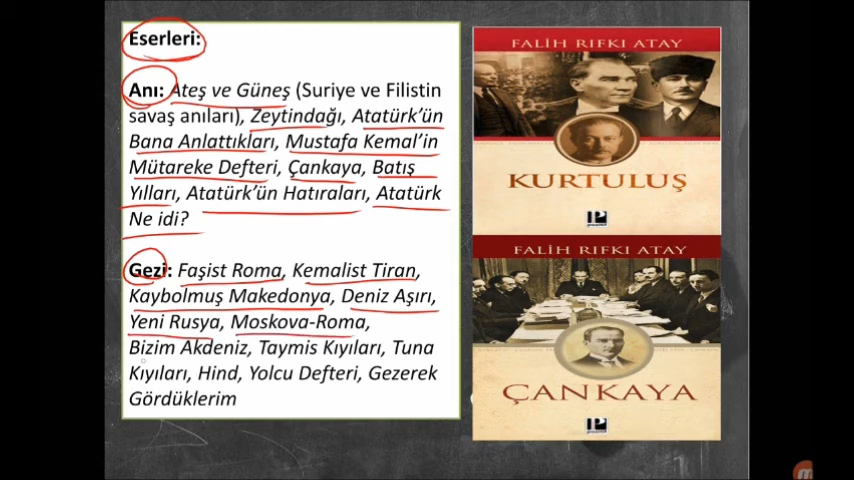 Eserleri:
Anı: Ateş ve Güneş (Suriye ve Filistin
savaş anıları), Zeytindağı, Atatürk'ün
Bana Anlattıkları, Mustafa Kemal'in
Mütareke Defteri, Çankaya, Batış
Yılları, Atatürk'ün Hatıraları, Atatürk
Ne idi?
Gezi: Faşist Roma, Kemalist Tiran,
Kaybolmuş Makedonya, Deniz Aşırı,
Yeni Rusya, Moskova-Roma,
Bizim Akdeniz, Taymis Kıyıları, Tuna
Kıyıları, Hind, Yolcu Defteri, Gezerek
Gördüklerim
FALİH RIFKI ATAY
KURTULUŞ
P
FALİH RIFKI ATAY
ÇANKAYA
P